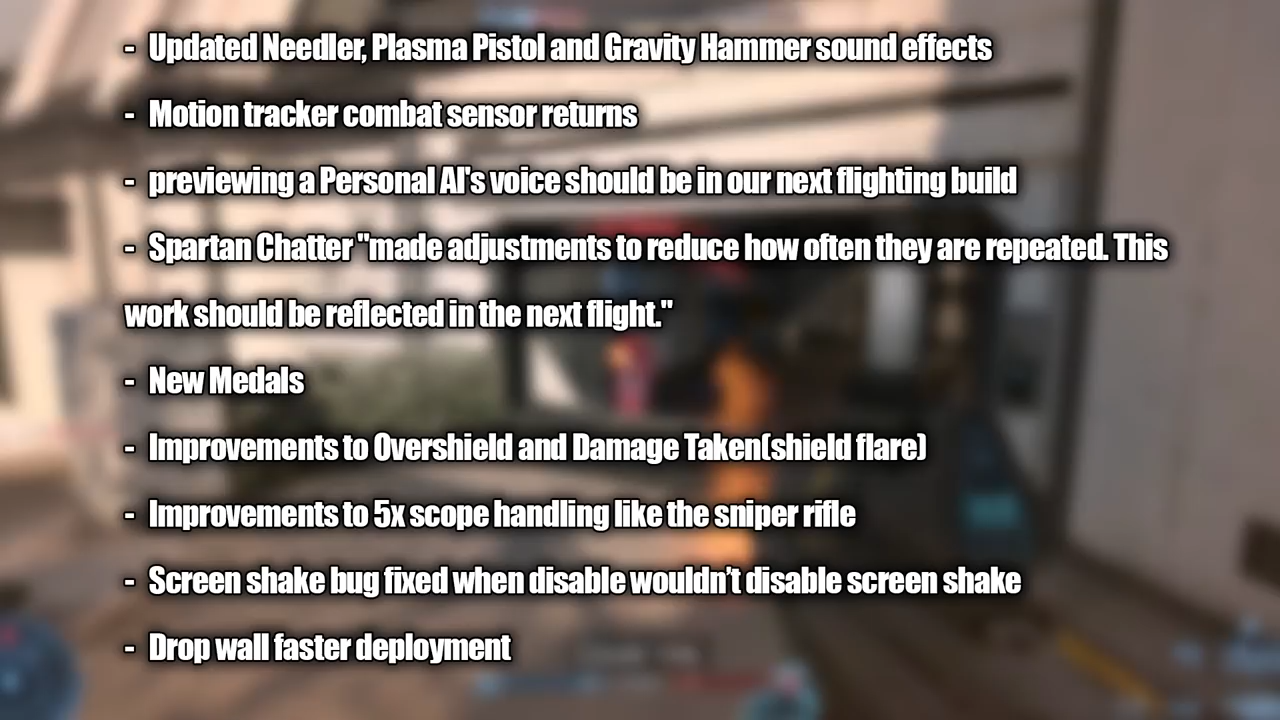 - Updated Needler, Plasma Pistol and Gravity Hammer sound effects
- Motion tracker combat sensor returns
- previewing a Personal AI's voice should be in our next flighting build
- Spartan Chatter "made adjustments to reduce how often they are repeated. This
work should be reflected in the next flight."
- New Medals
- Improvements to Overshield and Damage Taken(shield flare)
- Improvements to 5x scope handling like the sniper rifle
- Screen shake bug fixed when disable wouldn’t disable screen shake
- Drop wall faster deployment